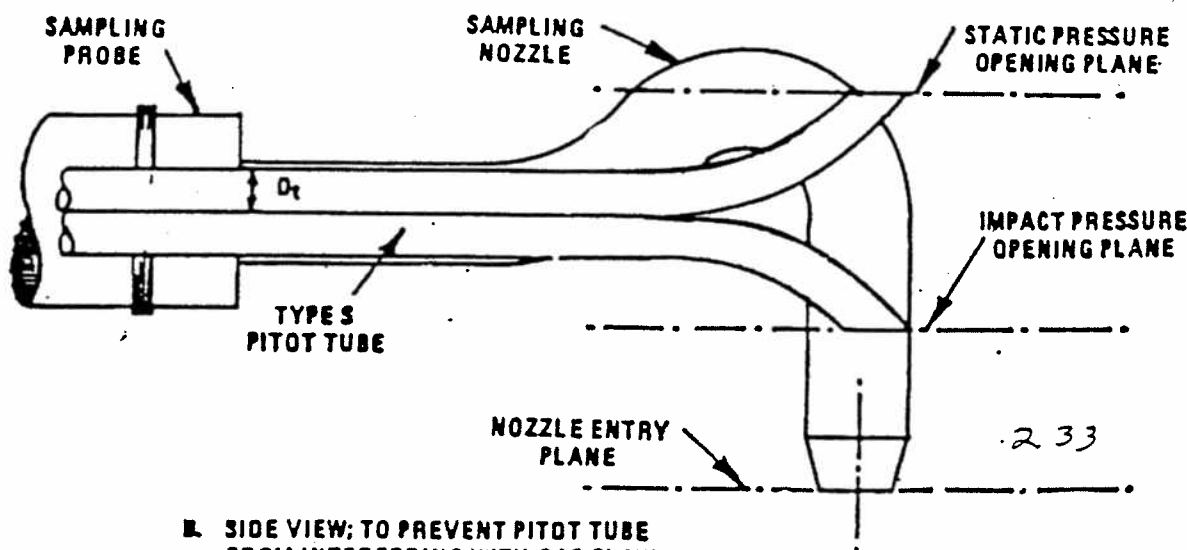 SAMPLING
PROBE
SAMPLING
NOZZLE
STATIC PRESSURE
OPENING PLANE
Dt
IMPACT PRESSURE
OPENING PLANE
TYPE S
PITOT TUBE
NOZZLE ENTRY
PLANE
.233
B. SIDE VIEW; TO PREVENT PITOT TUBE